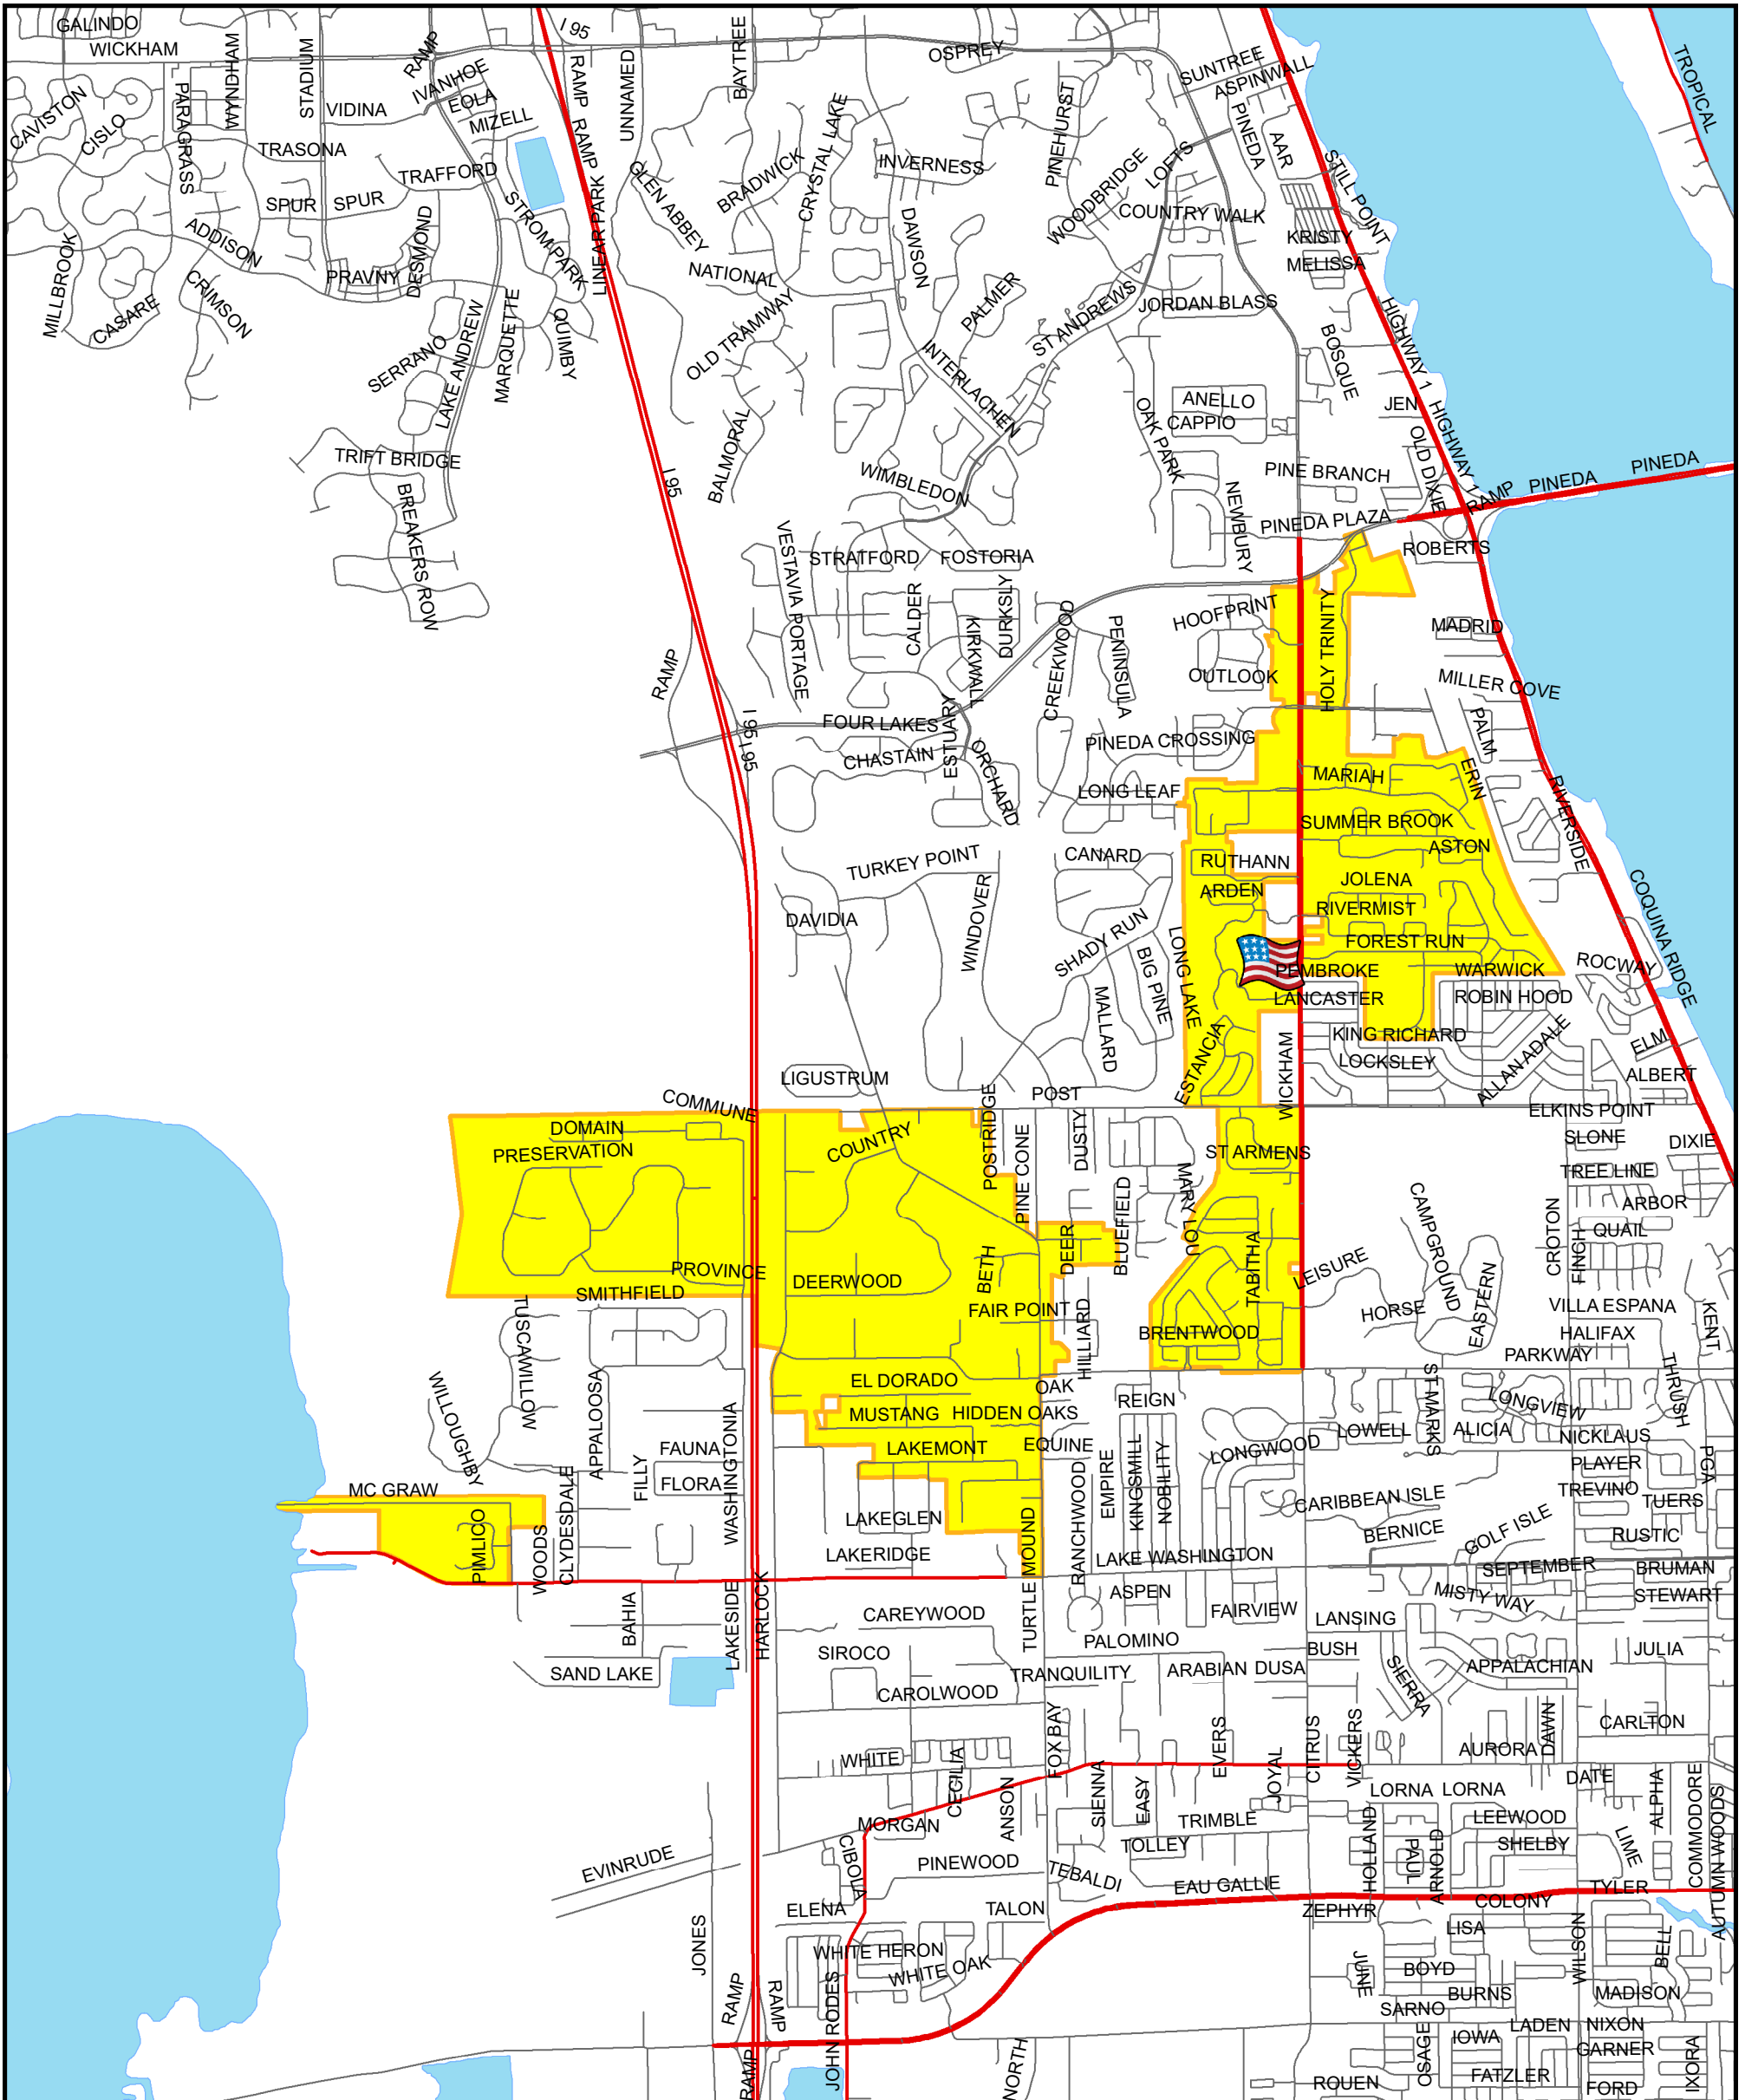 GALINDO
WICKHAM
WYNDHAM
STADIUM
RAMP
I 95
RAMP
UNNAMED
BAYTREE
OSPREY
SUNTREE
ASPINWALL
TROPICAL
CAVISTON
CISLO
PARAGRASS
VIDINA
IVANHOE
EOLA
MIZELL
RAMP
CRYSTAL LAKE
PINEHURST
PINEDA
AAR
TRASONA
TRAFFORD
LINEAR PARK
GLEN ABBEY
BRADWICK
INVERNESS
WOODBRIDGE
LOFTS
STILL POINT
SPUR
SPUR
STROM PARK
COUNTRY WALK
KRISTY
MELISSA
MILLBROOK
ADDISON
DESMOND
PRAVNY
CASARE
CRIMSON
NATIONAL
DAWSON
PALMER
ST ANDREWS
JORDAN BLASS
HIGHWAY 1
SERRANO
LAKE ANDREW
MARQUETTE
QUIMBY
OLD TRAMWAY
INTERLACHEN
BOSQUE
ANELLO
CAPPIO
JEN
OAK PARK
OLD DIXIE
HIGHWAY 1
TRIFT BRIDGE
BALMORAL
WIMBLEDON
I 95
PINE BRANCH
PINEDA
PINEDA
RAMP
BREAKERS ROW
NEWBURY
PINEDA PLAZA
VESTAVIA
PORTAGE
STRATFORD
FOSTORIA
ROBERTS
CALDER
DURKSLY
KIRKWALL
CREEKWOOD
PENINSULA
HOOFPRINT
HOLY TRINITY
MADRID
RAMP
OUTLOOK
MILLER COVE
I 95
I 95
FOUR LAKES
ESTUARY
CHASTAIN
ORCHARD
PINEDA CROSSING
PALM
LONG LEAF
MARIAH
ERIN
RIVERSIDE
SUMMER BROOK
ASTON
TURKEY POINT
CANARD
RUTHANN
JOLENA
ARDEN
RIVERMIST
COQUINA RIDGE
DAVIDIA
WINDOVER
SHADY RUN
BIG PINE
LONG LAKE
FOREST RUN
PEMBROKE
WARWICK
ROCWAY
LANCASTER
ROBIN HOOD
MALLARD
ESTANCIA
WICKHAM
KING RICHARD
LOCKSLEY
ALLANADALE
ELM
ALBERT
LIGUSTRUM
POST
COMMUNE
ELKINS POINT
DOMAIN
PRESERVATION
COUNTRY
POSTRIDGE
PINE CONE
DUSTY
ST ARMENS
SLONE
DIXIE
TREE LINE
MARY LOU
BLUEFIELD
CAMPGROUND
ARBOR
CROTON
FINCH
QUAIL
DEER
BETH
TABITHA
LEISURE
PROVINCE
DEERWOOD
SMITHFIELD
FAIR POINT
HILLIARD
HORSE
EASTERN
VILLA ESPANA
KENT
TUSCAWILLOW
BRENTWOOD
HALIFAX
PARKWAY
WILLOUGHBY
APPALOOSA
EL DORADO
OAK
REIGN
ST MARKS
LONGVIEW
THRUSH
MUSTANG
HIDDEN OAKS
WASHINGTONIA
LOWELL
ALICIA
NICKLAUS
FAUNA
FLORA
FILLY
LAKEMONT
EQUINE
LONGWOOD
PLAYER
PGA
EMPIRE
KINGSMILL
NOBILITY
MC GRAW
CLYDESDALE
CARIBBEAN ISLE
TREVINO
TUERS
LAKEGLEN
RANCHWOOD
BERNICE
GOLF ISLE
RUSTIC
PIMLICO
WOODS
LAKERIDGE
LAKE WASHINGTON
SEPTEMBER
BRUMAN
LAKESIDE
HARLOCK
TURTLE MOUND
ASPEN
MISTY WAY
STEWART
BAHIA
CAREYWOOD
FAIRVIEW
LANSING
SIROCO
PALOMINO
BUSH
JULIA
SAND LAKE
TRANQUILITY
ARABIAN
DUSA
SIERRA
APPALACHIAN
CAROLWOOD
FOX BAY
EVERS
CITRUS
VICKERS
DAWN
CARLTON
WHITE
CECILIA
AURORA
SIENNA
EASY
JOYAL
LORNA
LORNA
DATE
ALPHA
COMMODORE
AUTUMNWOODS
MORGAN
ANSON
TRIMBLE
HOLLAND
LEEWOOD
CIBOLA
TOLLEY
PAUL
ARNOLD
SHELBY
LIME
EVINRUDE
PINEWOOD
TEBALDI
EAU GALLIE
TYLER
ELENA
TALON
ZEPHYR
COLONY
JONES
WHITE HERON
LISA
WILSON
BELL
WHITE OAK
JUNE
BOYD
RAMP
RAMP
JOHN RODES
BURNS
MADISON
SARNO
LADEN
NIXON
RAMP
NORTH
OSAGE
IOWA
GARNER
IXORA
ROUEN
FATZLER
FORD